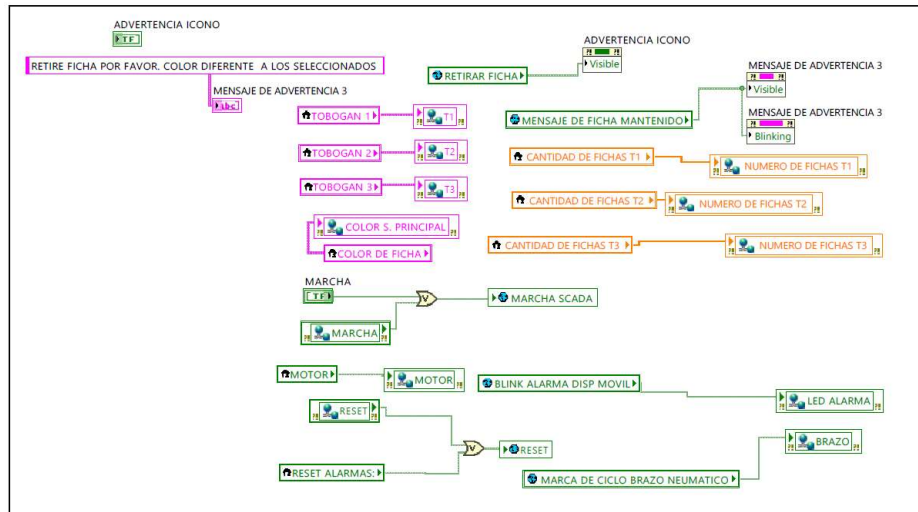 ADVERTENCIA ICONO
TF
RETIRE FICHA POR FAVOR. COLOR DIFERENTE A LOS SELECCIONADOS
MENSAJE DE ADVERTENCIA 3
abc
ADVERTENCIA ICONO
RETIRAR FICHA
Visible
MENSAJE DE ADVERTENCIA 3
Visible
MENSAJE DE FICHA MANTENIDO
MENSAJE DE ADVERTENCIA 3
Blinking
TOBOGAN 1
T1
TOBOGAN 2
T2
TOBOGAN 3
T3
CANTIDAD DE FICHAS T1
NUMERO DE FICHAS T1
CANTIDAD DE FICHAS T2
NUMERO DE FICHAS T2
CANTIDAD DE FICHAS T3
NUMERO DE FICHAS T3
COLOR S. PRINCIPAL
COLOR DE FICHA
MARCHA
TF
V
MARCHA SCADA
MARCHA
MOTOR
MOTOR
BLINK ALARMA DISP MOVIL
LED ALARMA
RESET
V
RESET
RESET ALARMAS:
BRAZO
MARCA DE CICLO BRAZO NEUMATICO